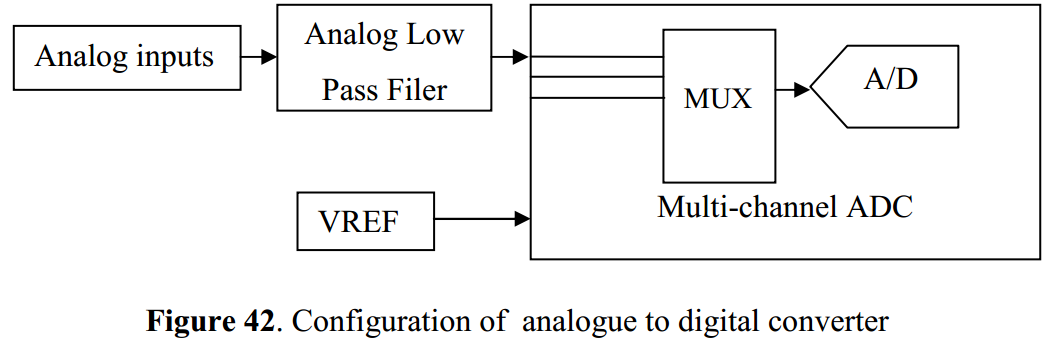 Analog inputs
Analog Low
Pass Filer
MUX
A/D
VREF
Multi-channel ADC
Figure 42. Configuration of analogue to digital converter